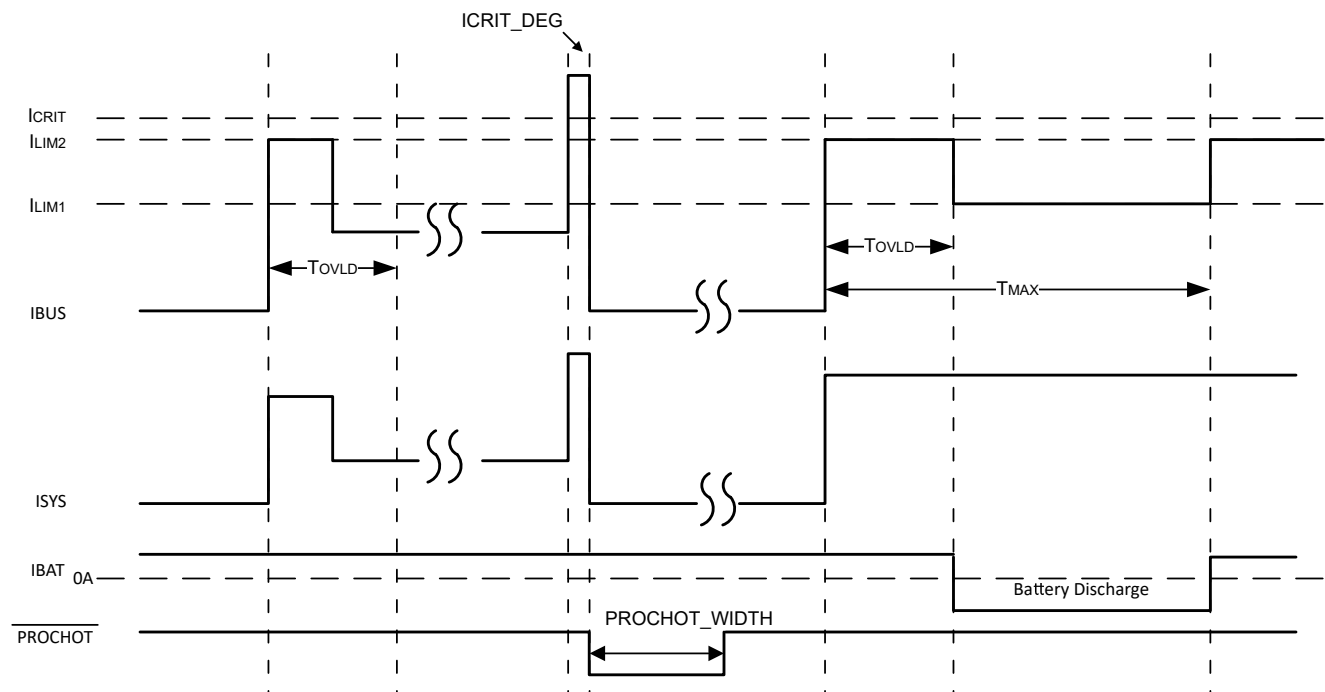 ICRIT_DEG
ICRIT
ILIM2
ILIM1
TOVLD
TOVLD
TMAX
IBUS
ISYS
IBAT 0A
Battery Discharge
PROCHOT
PROCHOT_WIDTH